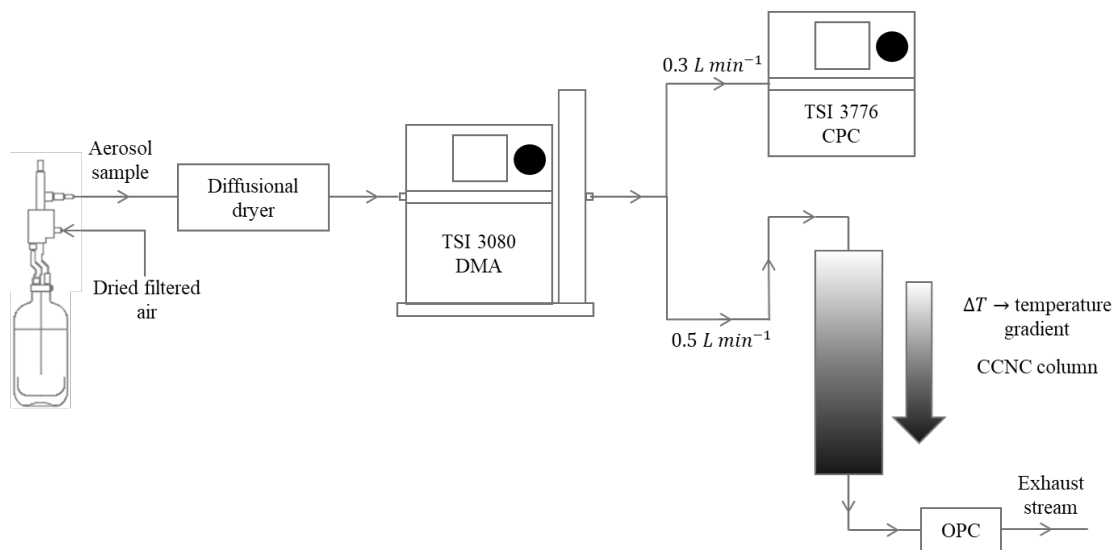 Aerosol
sample
Dried filtered
air
Diffusional
dryer
TSI 3080
DMA
0.3 L min⁻¹
TSI 3776
CPC
0.5 L min⁻¹
ΔT → temperature
gradient
CCNC column
OPC
Exhaust
stream